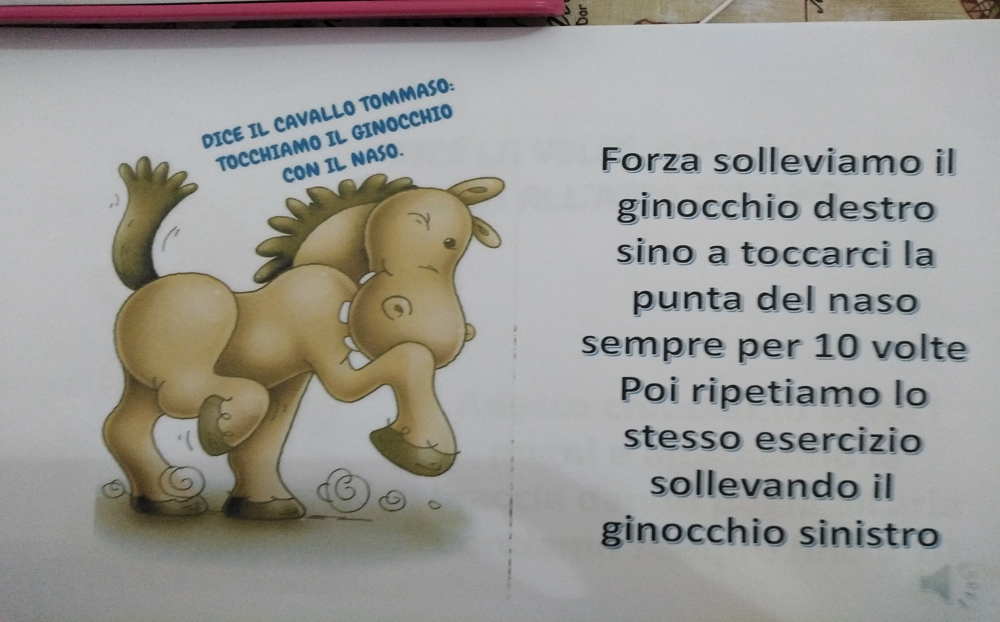 Dor
DICE IL CAVALLO TOMMASO:
TOCCHIAMO IL GINOCCHIO
CON IL NASO.
Forza solleviamo il
ginocchio destro
sino a toccarci la
punta del naso
sempre per 10 volte
Poi ripetiamo lo
stesso esercizio
sollevando il
ginocchio sinistro